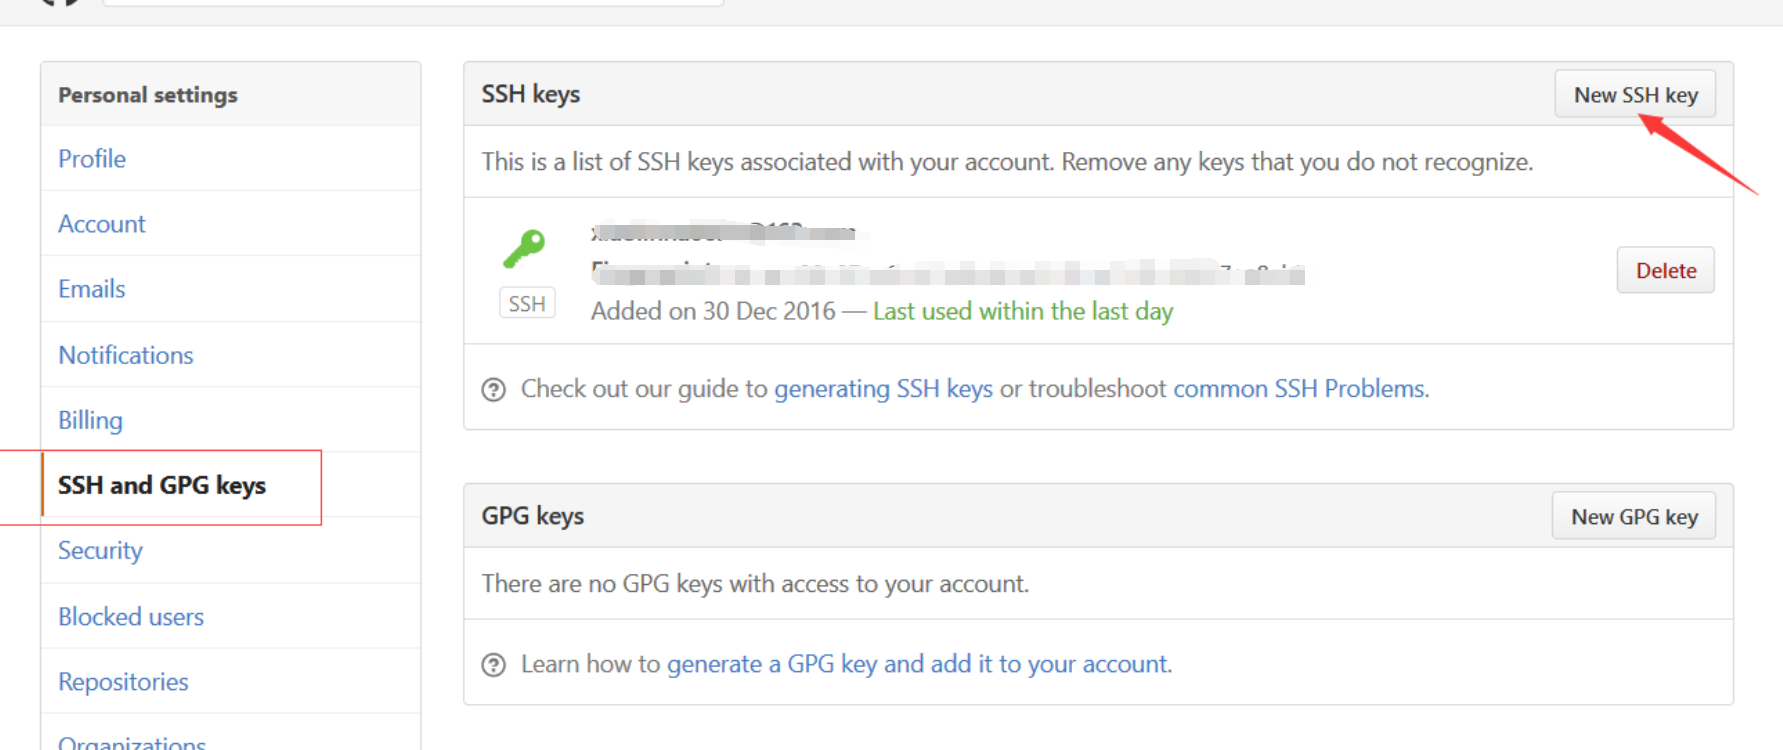 Personal settings
Profile
Account
Emails
Notifications
Billing
SSH and GPG keys
Security
Blocked users
Repositories
Organizations
SSH keys
New SSH key
This is a list of SSH keys associated with your account. Remove any keys that you do not recognize.
SSH
Added on 30 Dec 2016 — Last used within the last day
Delete
Check out our guide to generating SSH keys or troubleshoot common SSH Problems.
GPG keys
New GPG key
There are no GPG keys with access to your account.
Learn how to generate a GPG key and add it to your account.